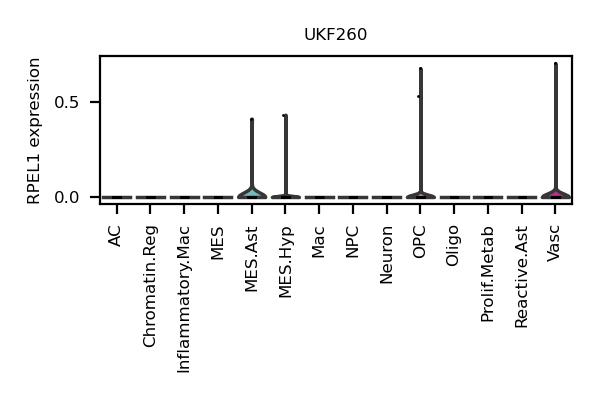 UKF260
RPEL1 expression
0.5
0.0
AC
Chromatin.Reg
Inflammatory.Mac
MES
MES.Ast
MES.Hyp
Mac
NPC
Neuron
OPC
Oligo
Prolif.Metab
Reactive.Ast
Vasc